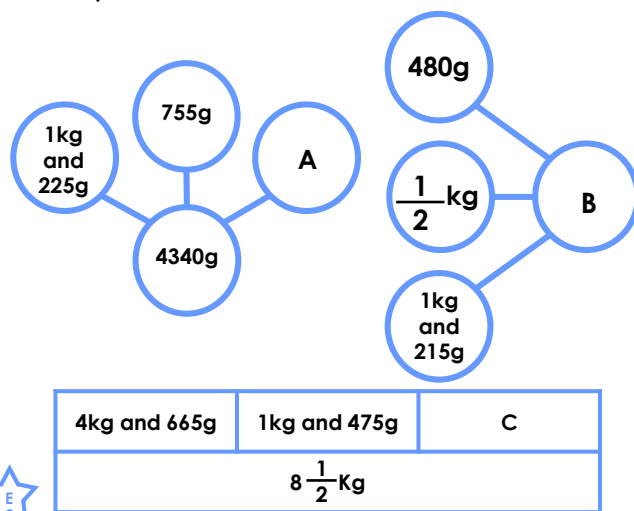 480g
755g
1kg
and
225g
A
1/2 kg
B
4340g
1kg
and
215g
4kg and 665g 1kg and 475g C
8 1/2 Kg
E